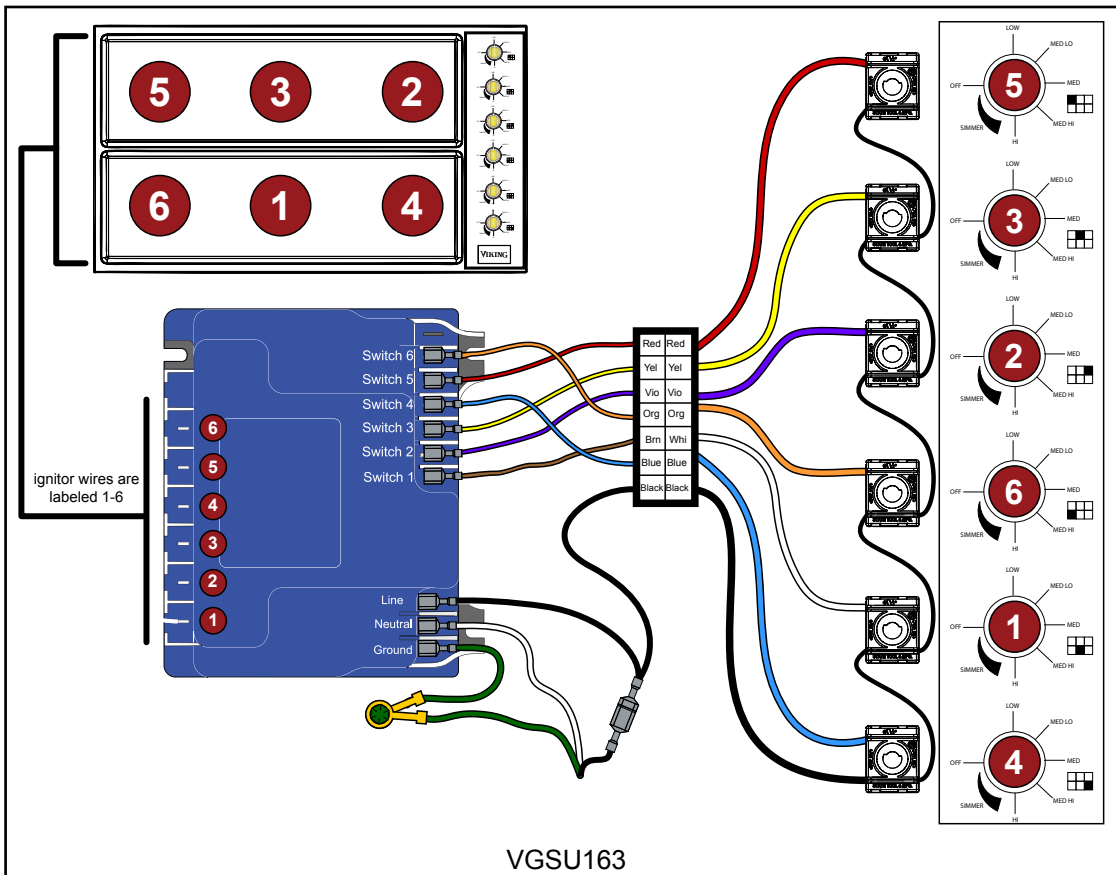 5 3 2
6 1 4
VIKING
Switch 6
Switch 5
Switch 4
Switch 3
Switch 2
Switch 1
ignitor wires are
labeled 1-6
6
5
4
3
2
1
Line
Neutral
Ground
Red Red
Yel Yel
Vio Vio
Org Org
Brn Whi
Blue Blue
Black Black
LOW
MED LO
OFF 5 MED
SIMMER MED HI
HI
LOW
MED LO
OFF 3 MED
SIMMER MED HI
HI
LOW
MED LO
OFF 2 MED
SIMMER MED HI
HI
LOW
MED LO
OFF 6 MED
SIMMER MED HI
HI
LOW
MED LO
OFF 1 MED
SIMMER MED HI
HI
LOW
MED LO
OFF 4 MED
SIMMER MED HI
HI
VGSU163